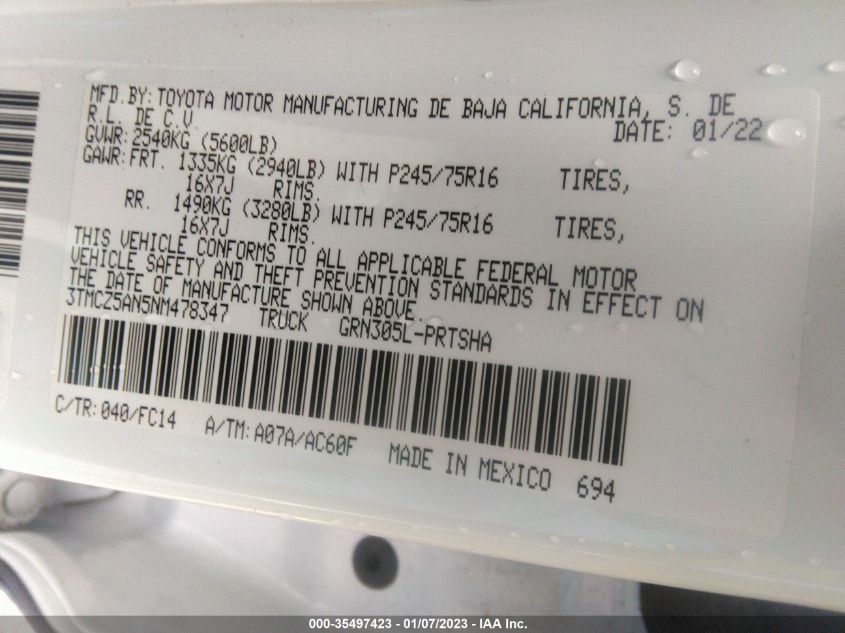 MFD.BY: TOYOTA MOTOR MANUFACTURING DE BAJA CALIFORNIA, S. DE
R.L. DE C.V. DATE: 01/22
GVWR: 2540KG (5600LB)
GAWR: FRT. 1335KG (2940LB) WITH P245/75R16 TIRES,
16X7J RIMS.
RR. 1490KG (3280LB) WITH P245/75R16 TIRES,
16X7J RIMS.
THIS VEHICLE CONFORMS TO ALL APPLICABLE FEDERAL MOTOR
VEHICLE SAFETY AND THEFT PREVENTION STANDARDS IN EFFECT ON
THE DATE OF MANUFACTURE SHOWN ABOVE.
3TMCZ5AN5NM478347 TRUCK GRN305L-PRTSHA
C/TR: 040/FC14 A/TM: A07A/AC60F MADE IN MEXICO 694
000-35497423 - 01/07/2023 - IAA Inc.